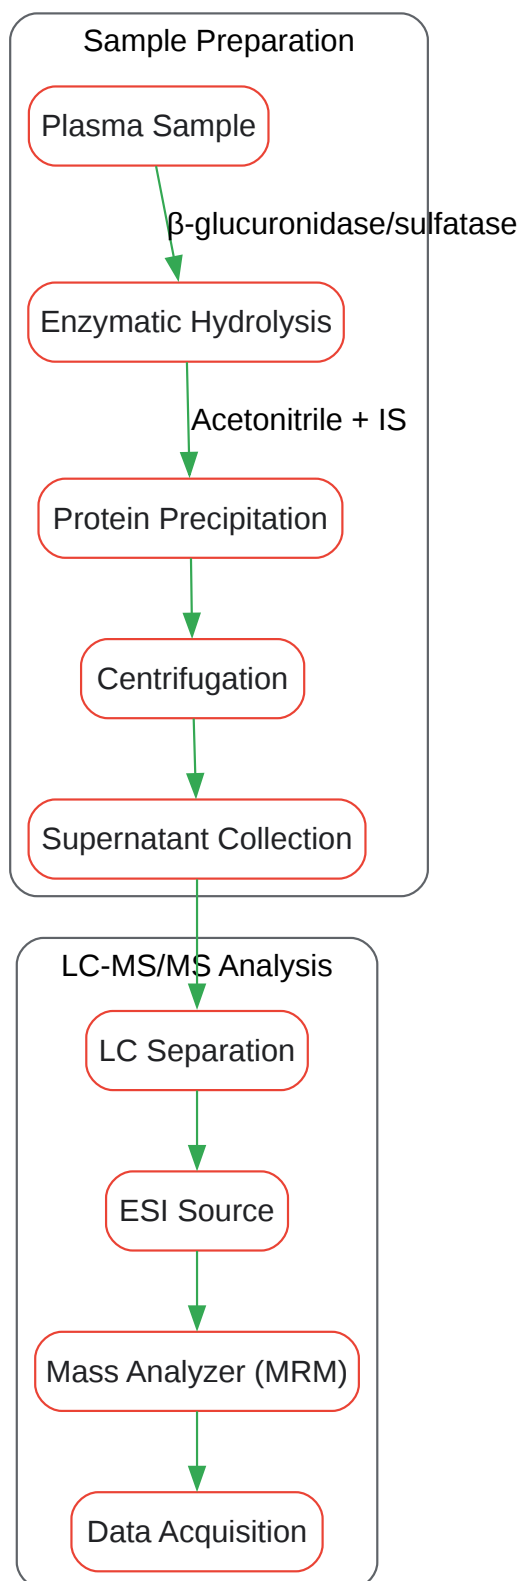 Sample Preparation
Plasma Sample
β-glucuronidase/sulfatase
Enzymatic Hydrolysis
Acetonitrile + IS
Protein Precipitation
Centrifugation
Supernatant Collection
LC-MS/MS Analysis
LC Separation
ESI Source
Mass Analyzer (MRM)
Data Acquisition